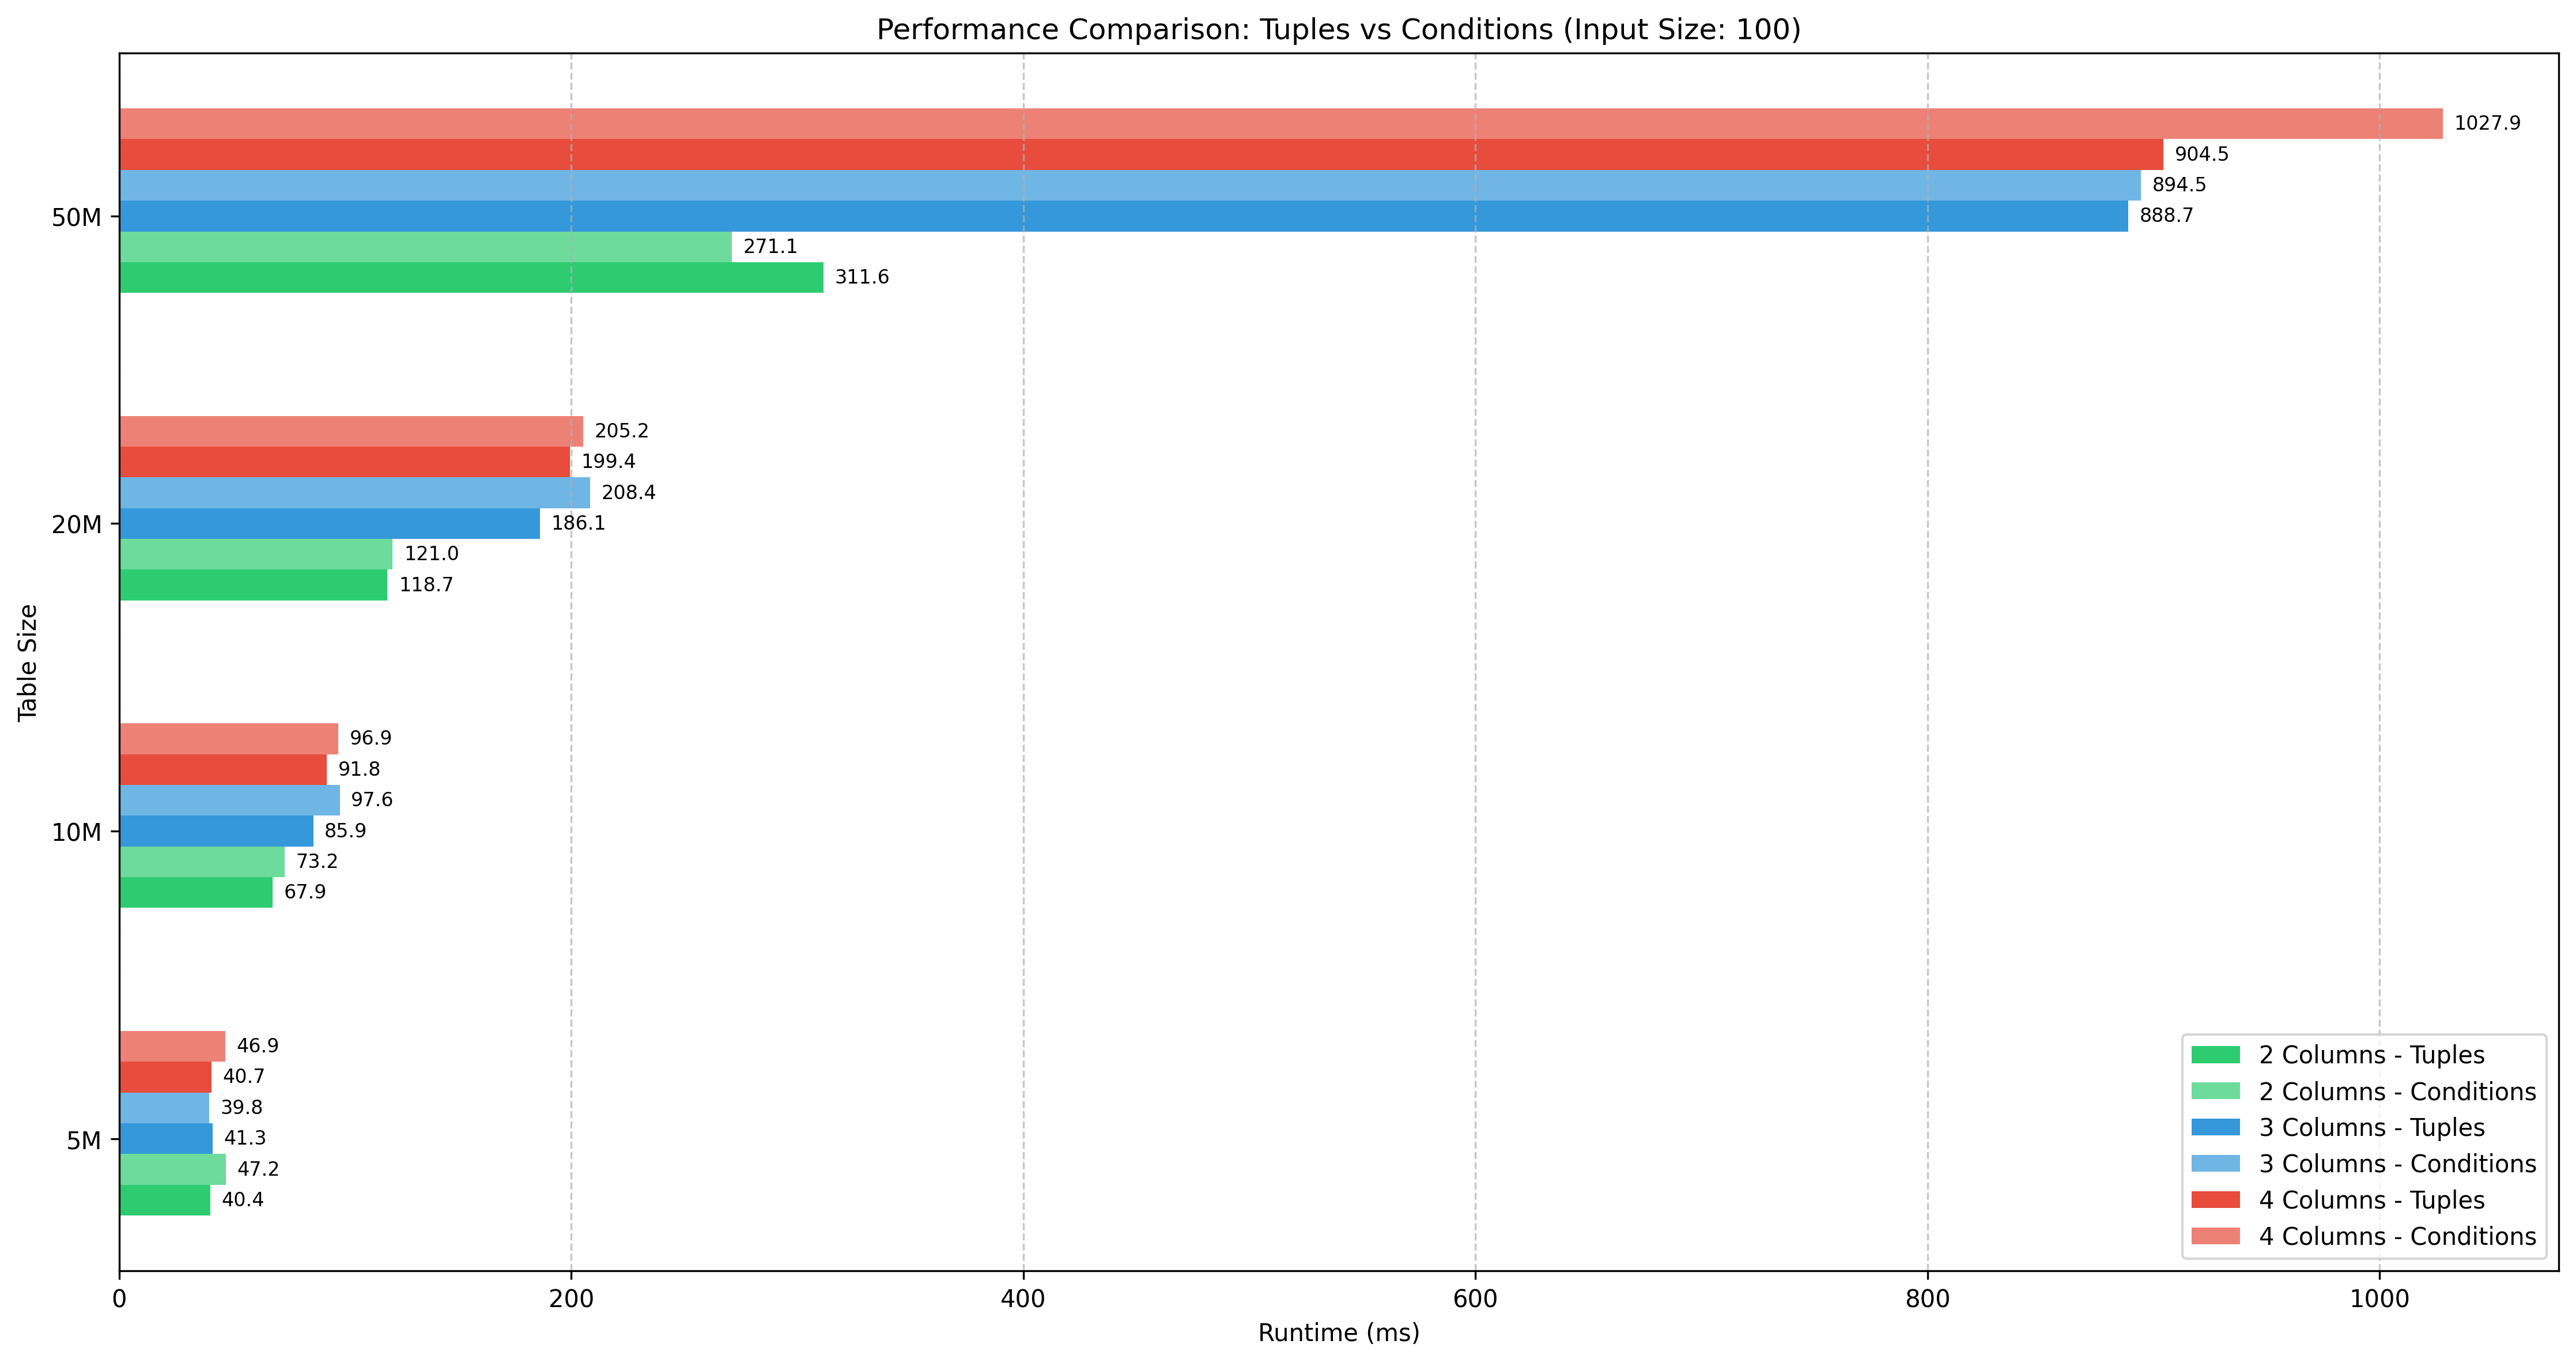 Performance Comparison: Tuples vs Conditions (Input Size: 100)
1027.9
904.5
894.5
50M
888.7
271.1
311.6
205.2
199.4
208.4
20M
186.1
121.0
118.7
Table Size
96.9
91.8
97.6
10M
85.9
73.2
67.9
46.9
40.7
39.8
5M
41.3
47.2
40.4
2 Columns - Tuples
2 Columns - Conditions
3 Columns - Tuples
3 Columns - Conditions
4 Columns - Tuples
4 Columns - Conditions
0 200 400 600 800 1000
Runtime (ms)